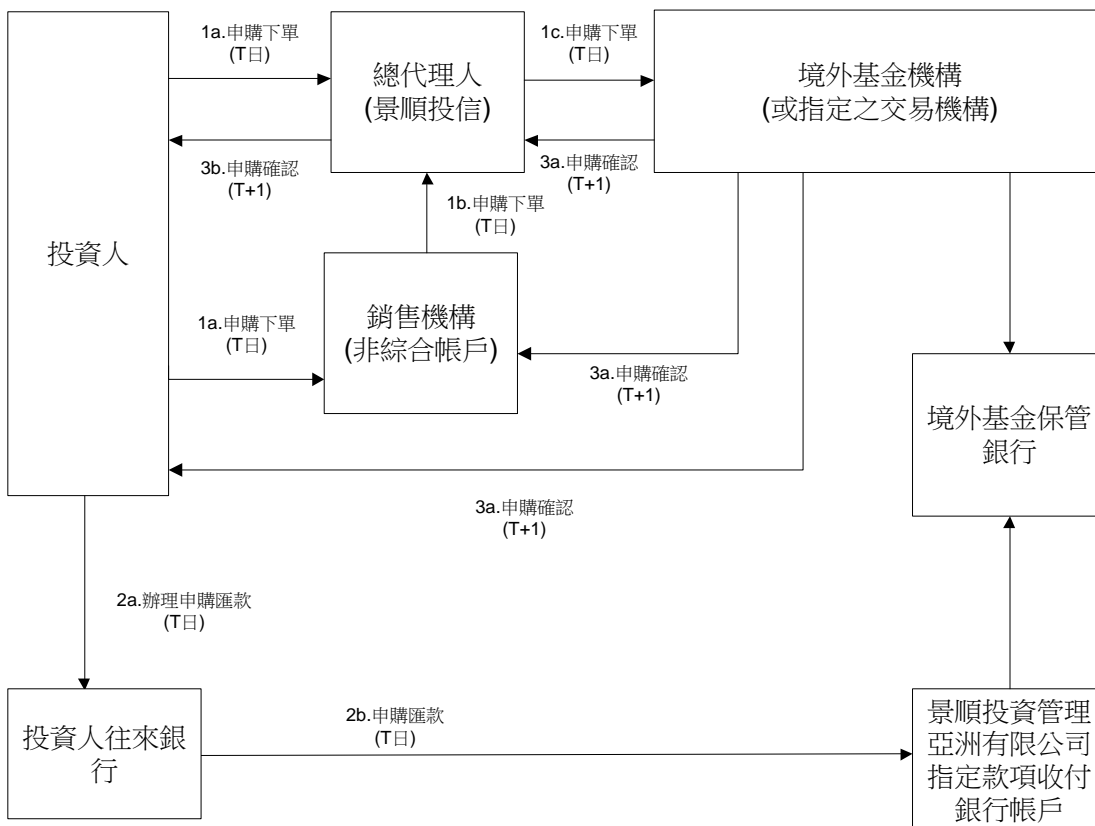 1a.申購下單
(T日)
總代理人
(景順投信)
1c.申購下單
(T日)
境外基金機構
(或指定之交易機構)
3b.申購確認
(T+1)
3a.申購確認
(T+1)
1b.申購下單
(T日)
投資人
銷售機構
(非綜合帳戶)
1a.申購下單
(T日)
3a.申購確認
(T+1)
境外基金保管
銀行
3a.申購確認
(T+1)
2a.辦理申購匯款
(T日)
投資人往來銀
行
2b.申購匯款
(T日)
景順投資管理
亞洲有限公司
指定款項收付
銀行帳戶